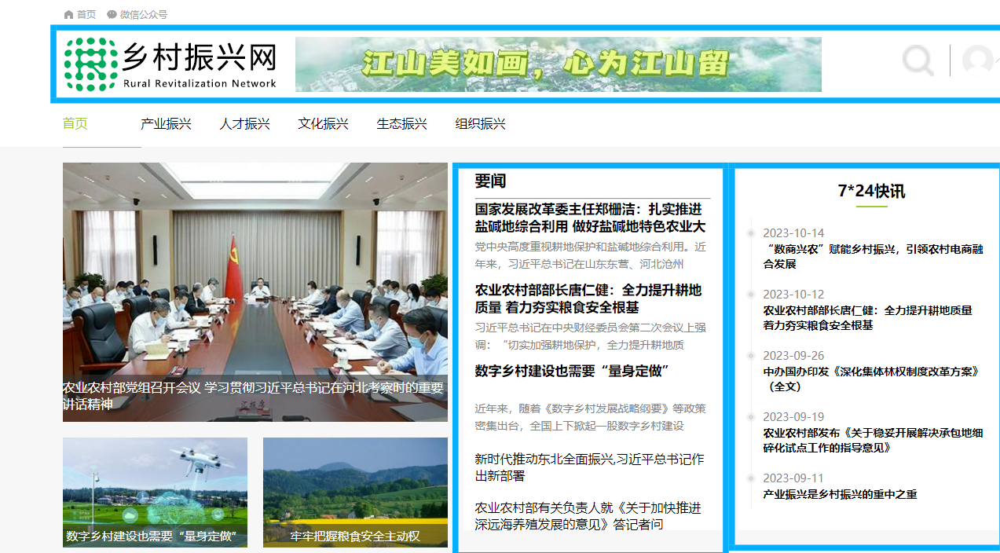 首页 微信公众号
乡村振兴网
Rural Revitalization Network
江山美如画，心为江山留
首页 产业振兴 人才振兴 文化振兴 生态振兴 组织振兴
农业农村部党组召开会议 学习贯彻习近平总书记在河北考察时的重要
讲话精神
数字乡村建设也需要“量身定做”
牢牢把握粮食安全主动权
要闻
国家发展改革委主任郑栅洁：扎实推进
盐碱地综合利用 做好盐碱地特色农业大
党中央高度重视耕地保护和盐碱地综合利用。近
年来，习近平总书记在山东东营、河北沧州
农业农村部部长唐仁健：全力提升耕地
质量 着力夯实粮食安全根基
习近平总书记在中央财经委员会第二次会议上强
调：“切实加强耕地保护，全力提升耕地质
数字乡村建设也需要“量身定做”
近年来，随着《数字乡村发展战略纲要》等政策
密集出台，全国上下掀起一股数字乡村建设
新时代推动东北全面振兴,习近平总书记作
出新部署
农业农村部有关负责人就《关于加快推进
深远海养殖发展的意见》答记者问
7*24快讯
2023-10-14
“数商兴农”赋能乡村振兴，引领农村电商融
合发展
2023-10-12
农业农村部部长唐仁健：全力提升耕地质量
着力夯实粮食安全根基
2023-09-26
中办国办印发《深化集体林权制度改革方案》
（全文）
2023-09-19
农业农村部发布《关于稳妥开展解决承包地细
碎化试点工作的指导意见》
2023-09-11
产业振兴是乡村振兴的重中之重